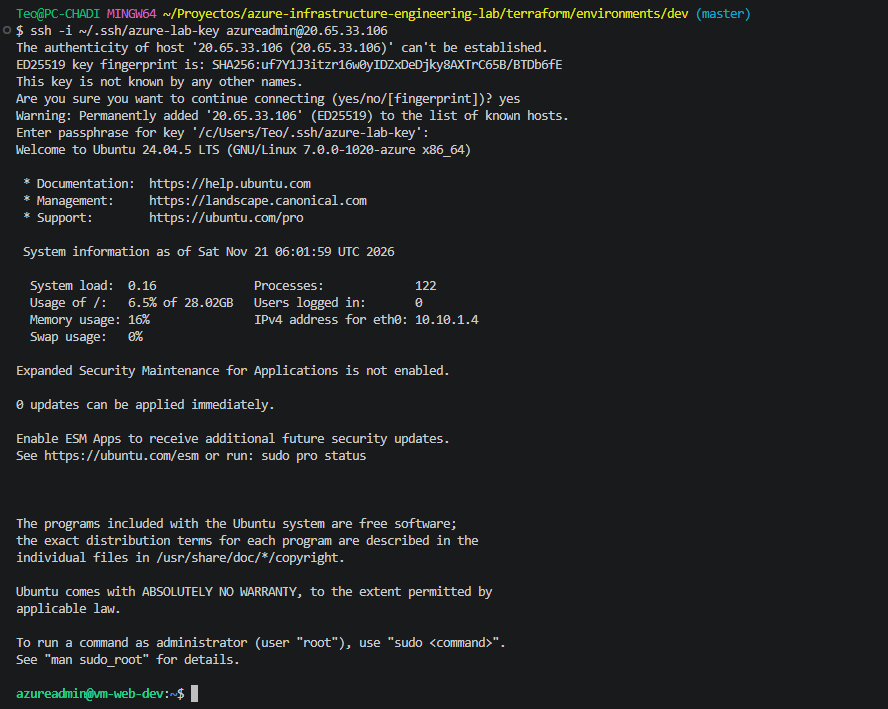 Teo@PC-CHADI MINGW64 ~/Proyectos/azure-infrastructure-engineering-lab/terraform/environments/dev (master)
$ ssh -i ~/.ssh/azure-lab-key azureadmin@20.65.33.106
The authenticity of host '20.65.33.106 (20.65.33.106)' can't be established.
ED25519 key fingerprint is: SHA256:uf7Y1J3itzr16w0yIDZxDeDjky8AXTrC65B/BTDb6fE
This key is not known by any other names.
Are you sure you want to continue connecting (yes/no/[fingerprint])? yes
Warning: Permanently added '20.65.33.106' (ED25519) to the list of known hosts.
Enter passphrase for key '/c/Users/Teo/.ssh/azure-lab-key':
Welcome to Ubuntu 24.04.5 LTS (GNU/Linux 7.0.0-1020-azure x86_64)
* Documentation:  https://help.ubuntu.com
* Management:     https://landscape.canonical.com
* Support:        https://ubuntu.com/pro
System information as of Sat Nov 21 06:01:59 UTC 2026
System load:  0.16              Processes:             122
Usage of /:   6.5% of 28.02GB   Users logged in:       0
Memory usage: 16%               IPv4 address for eth0: 10.10.1.4
Swap usage:   0%
Expanded Security Maintenance for Applications is not enabled.
0 updates can be applied immediately.
Enable ESM Apps to receive additional future security updates.
See https://ubuntu.com/esm or run: sudo pro status
The programs included with the Ubuntu system are free software;
the exact distribution terms for each program are described in the
individual files in /usr/share/doc/*/copyright.
Ubuntu comes with ABSOLUTELY NO WARRANTY, to the extent permitted by
applicable law.
To run a command as administrator (user "root"), use "sudo <command>".
See "man sudo_root" for details.
azureadmin@vm-web-dev:~$